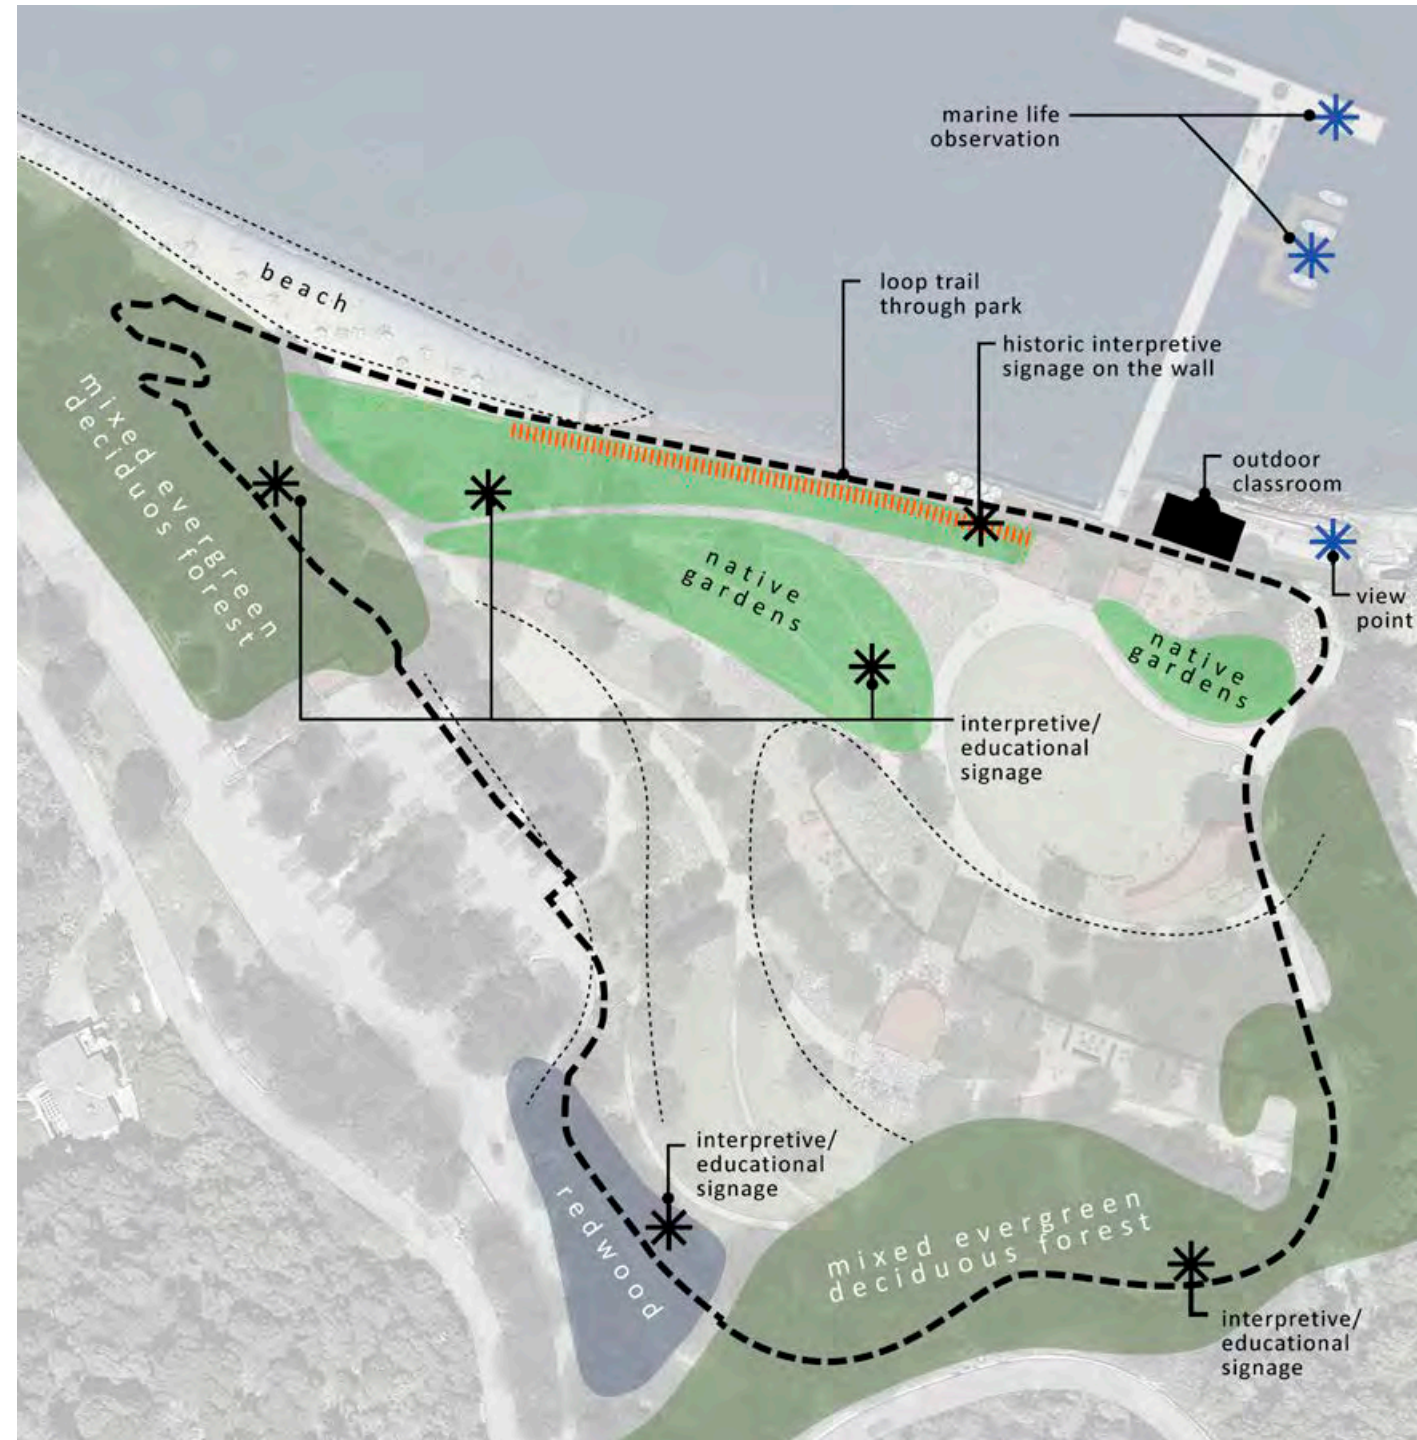 marine life
observation
beach
loop trail
through park
historic interpretive
signage on the wall
outdoor
classroom
mixed evergreen
deciduos forest
native
gardens
view
point
native
gardens
interpretive/
educational
signage
interpretive/
educational
signage
redwood
mixed evergreen
deciduous forest
interpretive/
educational
signage